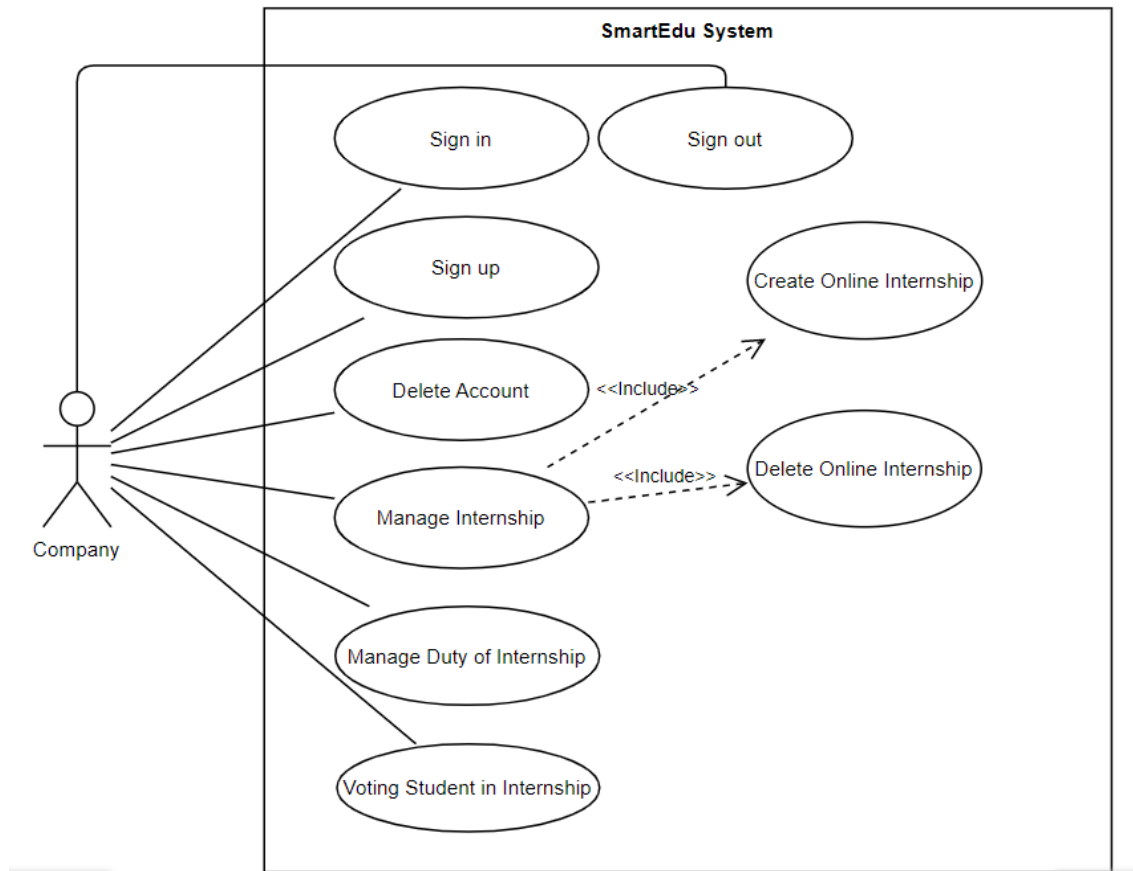 SmartEdu System
Sign in
Sign out
Sign up
Create Online Internship
Delete Account
<<Include>>
Delete Online Internship
<<Include>>
Manage Internship
Company
Manage Duty of Internship
Voting Student in Internship